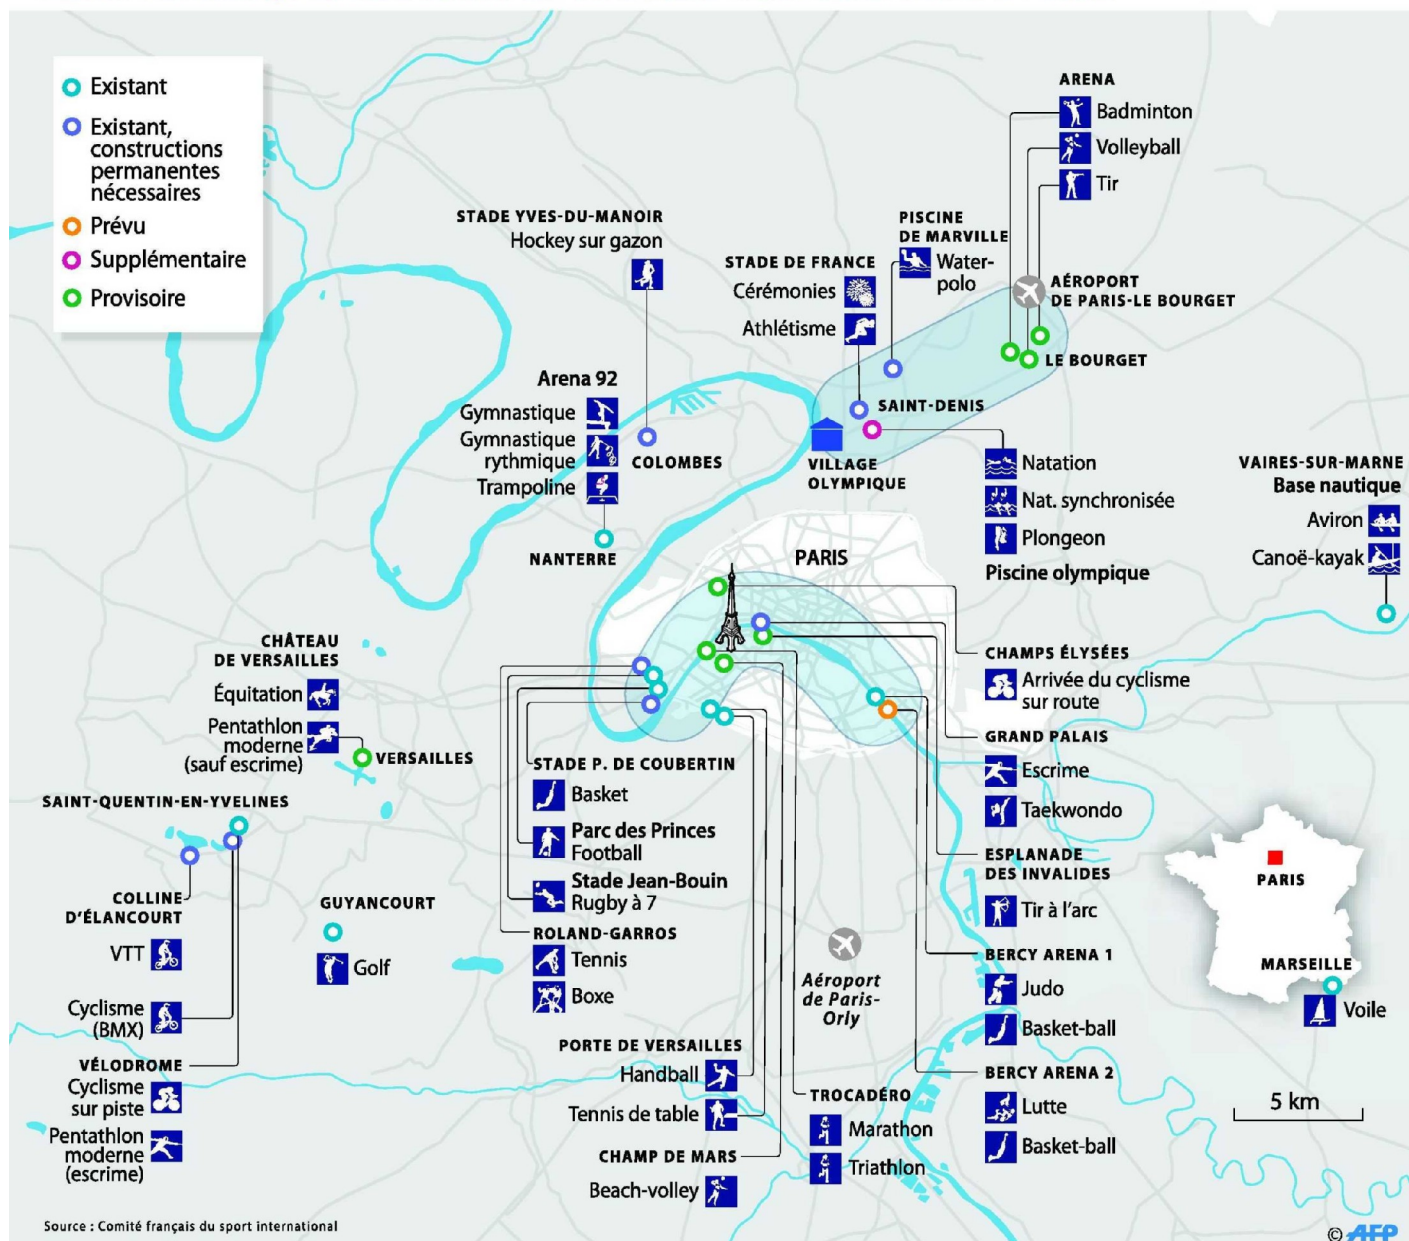 Existant
Existant,
constructions
permanentes
nécessaires
Prévu
Supplémentaire
Provisoire
ARENA
Badminton
Volleyball
Tir
STADE YVES-DU-MANOIR
Hockey sur gazon
PISCINE
DE MARVILLE
Water-
polo
STADE DE FRANCE
Cérémonies
Athlétisme
AÉROPORT
DE PARIS-LE BOURGET
LE BOURGET
Arena 92
Gymnastique
Gymnastique
rythmique
Trampoline
COLOMBES
NANTERRE
SAINT-DENIS
VILLAGE
OLYMPIQUE
Natation
Nat. synchronisée
Plongeon
Piscine olympique
VAIRES-SUR-MARNE
Base nautique
Aviron
Canoë-kayak
PARIS
CHÂTEAU
DE VERSAILLES
Équitation
Pentathlon
moderne
(sauf escrime)
VERSAILLES
SAINT-QUENTIN-EN-YVELINES
COLLINE
D'ÉLANCOURT
VTT
Cyclisme
(BMX)
VÉLODROME
Cyclisme
sur piste
Pentathlon
moderne
(escrime)
GUYANCOURT
Golf
STADE P. DE COUBERTIN
Basket
Parc des Princes
Football
Stade Jean-Bouin
Rugby à 7
ROLAND-GARROS
Tennis
Boxe
PORTE DE VERSAILLES
Handball
Tennis de table
CHAMP DE MARS
Beach-volley
Aéroport
de Paris-
Orly
TROCADÉRO
Marathon
Triathlon
CHAMPS ÉLYSÉES
Arrivée du cyclisme
sur route
GRAND PALAIS
Escrime
Taekwondo
ESPLANADE
DES INVALIDES
Tir à l'arc
BERCY ARENA 1
Judo
Basket-ball
BERCY ARENA 2
Lutte
Basket-ball
PARIS
MARSEILLE
Voile
5 km
Source : Comité français du sport international
© AFP